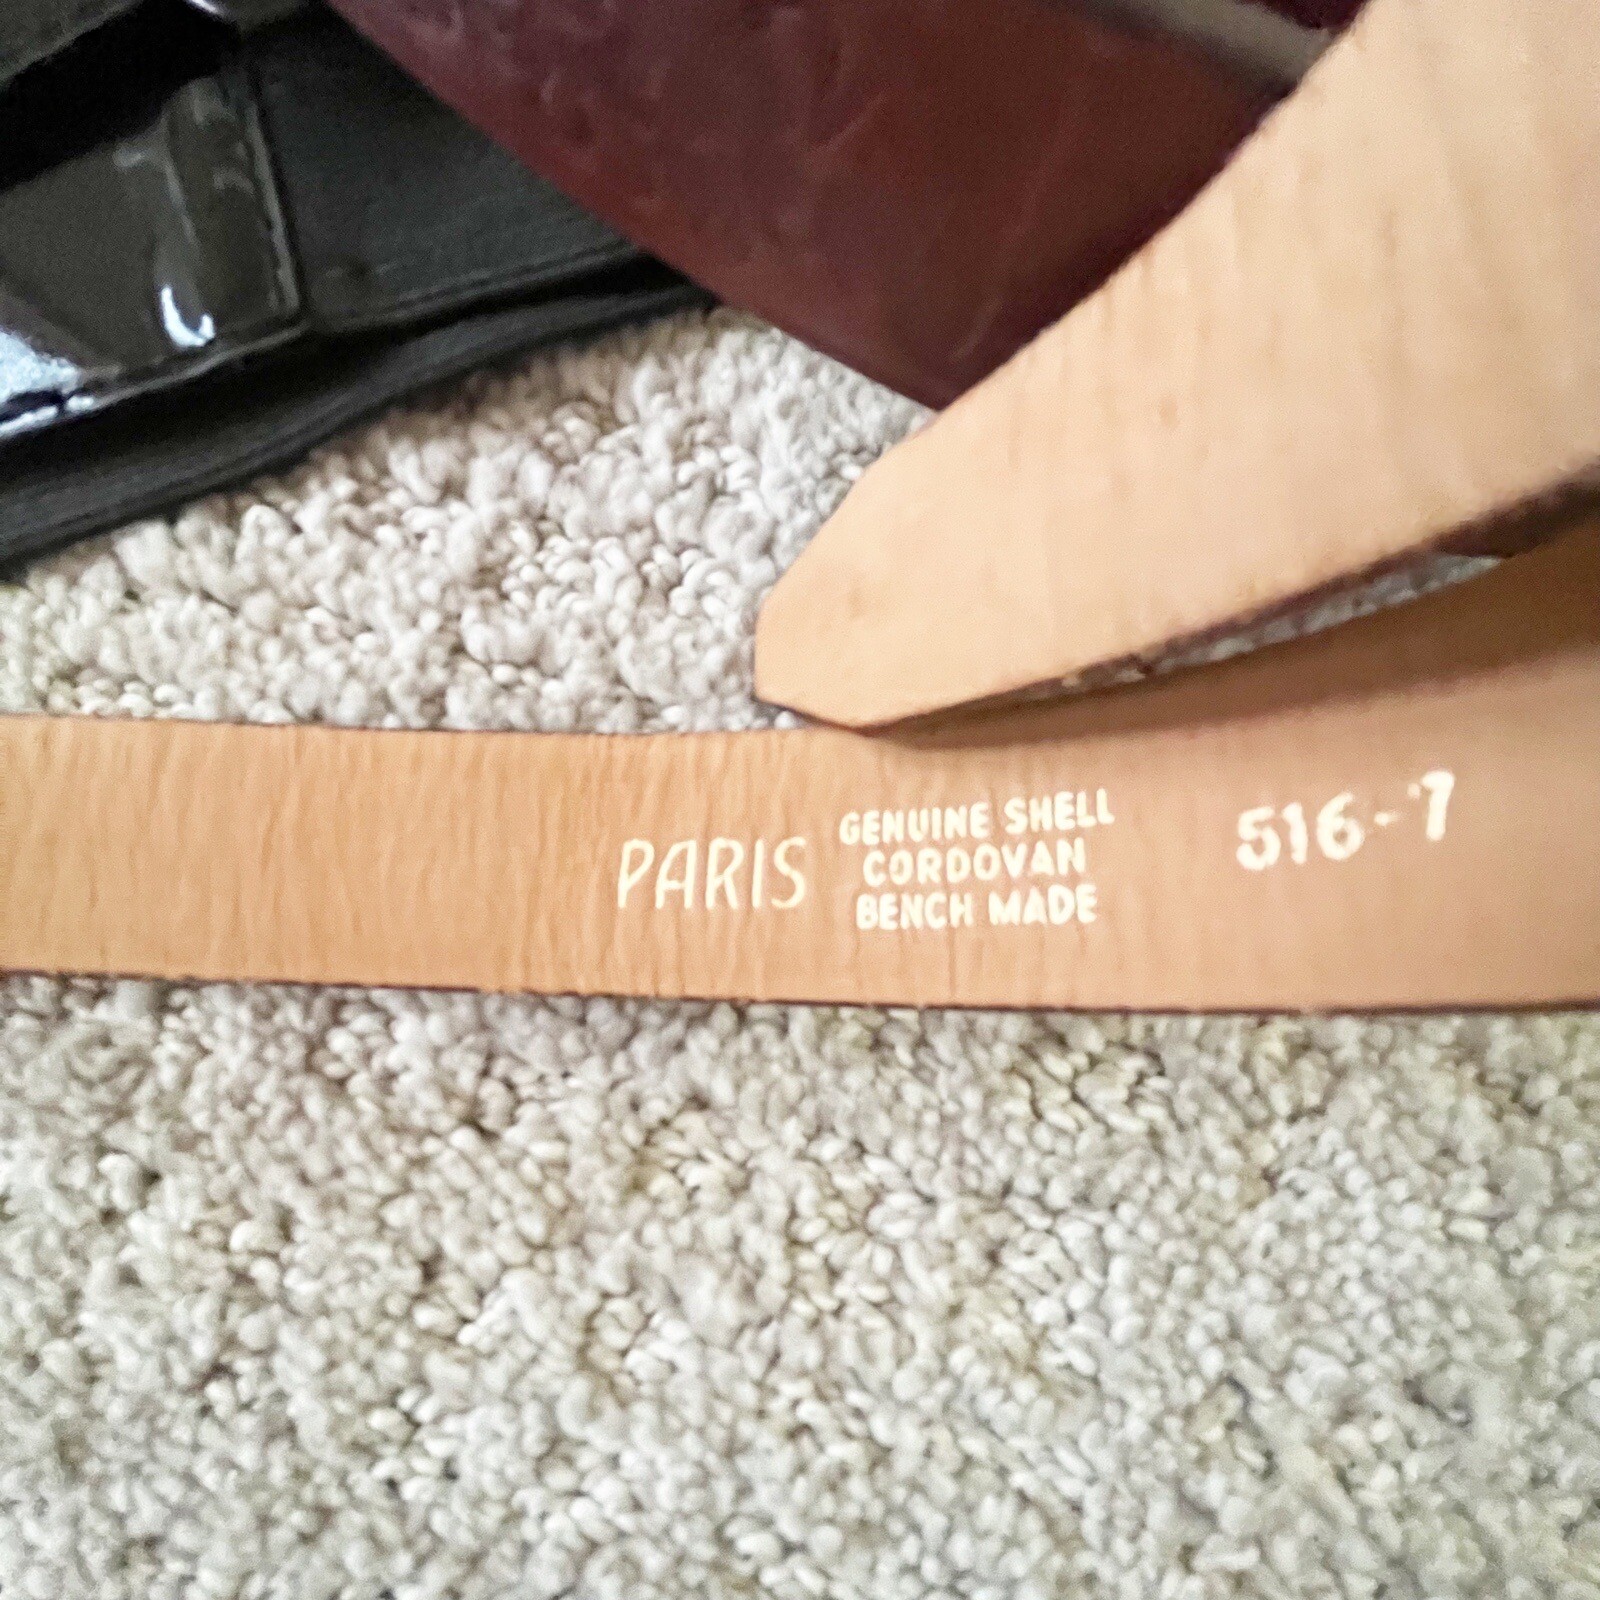 PARIS
GENUINE SHELL
CORDOVAN
BENCH MADE
516-7